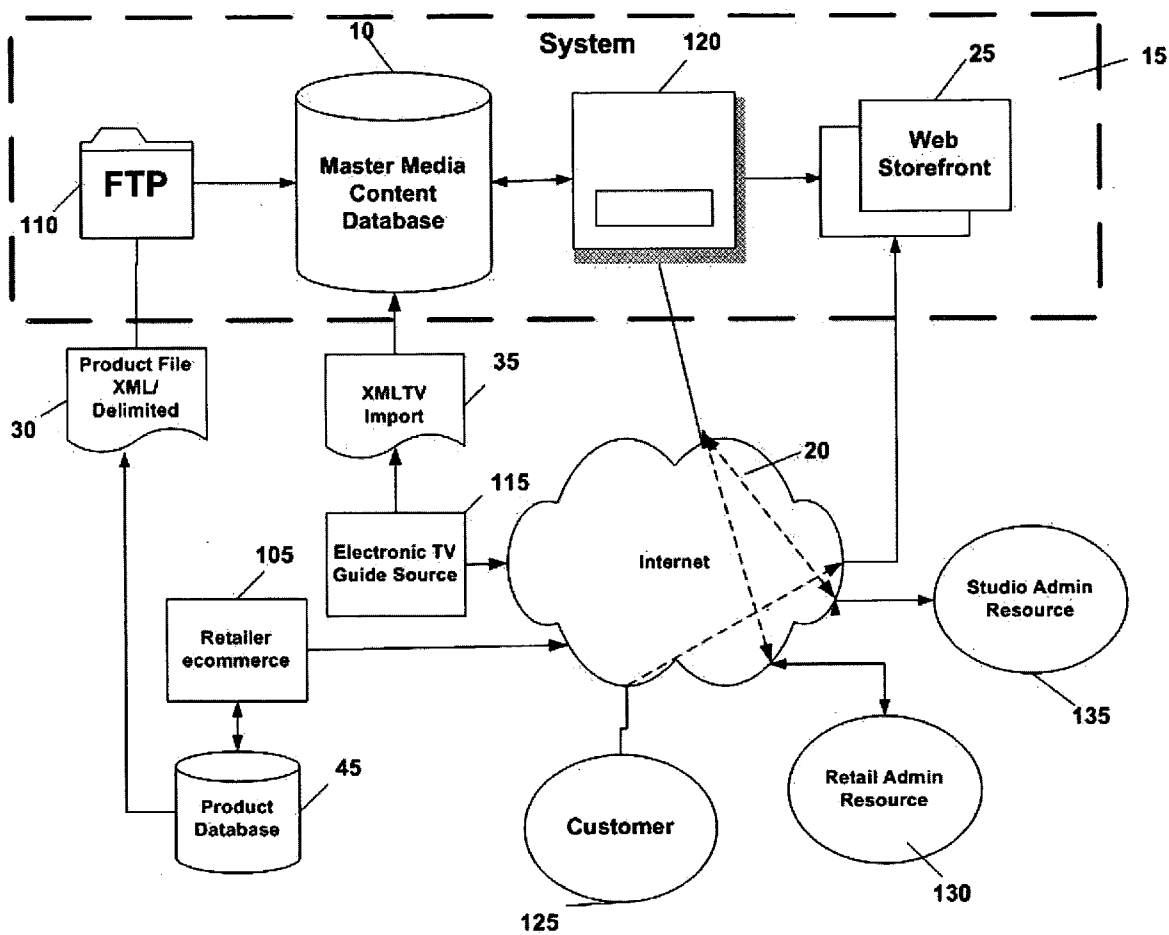 10
System
120
25
15
FTP
110
Master Media
Content
Database
Web
Storefront
Product File
XML/
Delimited
30
XMLTV
Import
35
20
115
Electronic TV
Guide Source
Internet
105
Retailer
ecommerce
Studio Admin
Resource
135
45
Product
Database
Customer
125
Retail Admin
Resource
130